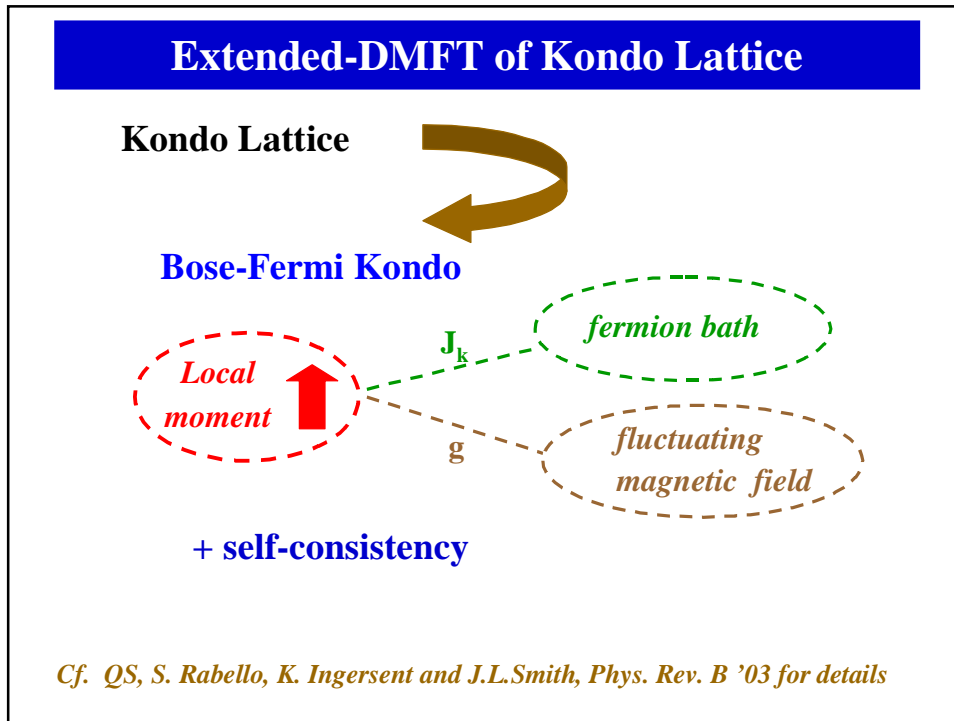 Extended-DMFT of Kondo Lattice
Kondo Lattice
Bose-Fermi Kondo
fermion bath
J_k
Local
moment
g
fluctuating
magnetic field
+ self-consistency
Cf. QS, S. Rabello, K. Ingersent and J.L.Smith, Phys. Rev. B ’03 for details